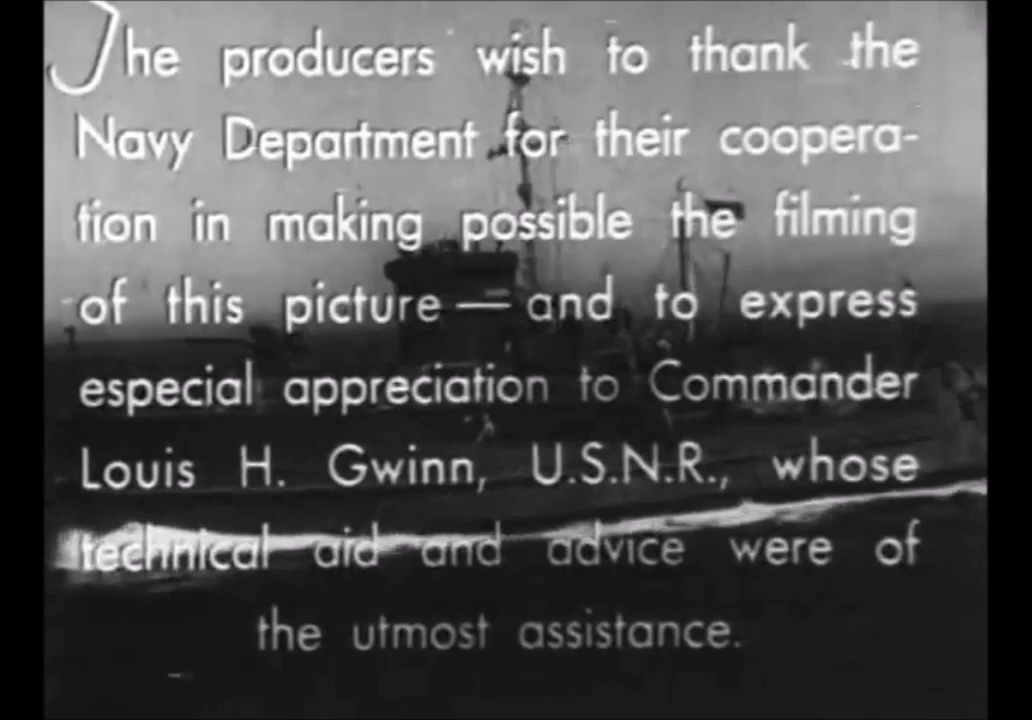 The producers wish to thank the
Navy Department for their coopera-
tion in making possible the filming
of this picture — and to express
especial appreciation to Commander
Louis H. Gwinn, U.S.N.R., whose
technical aid and advice were of
the utmost assistance.